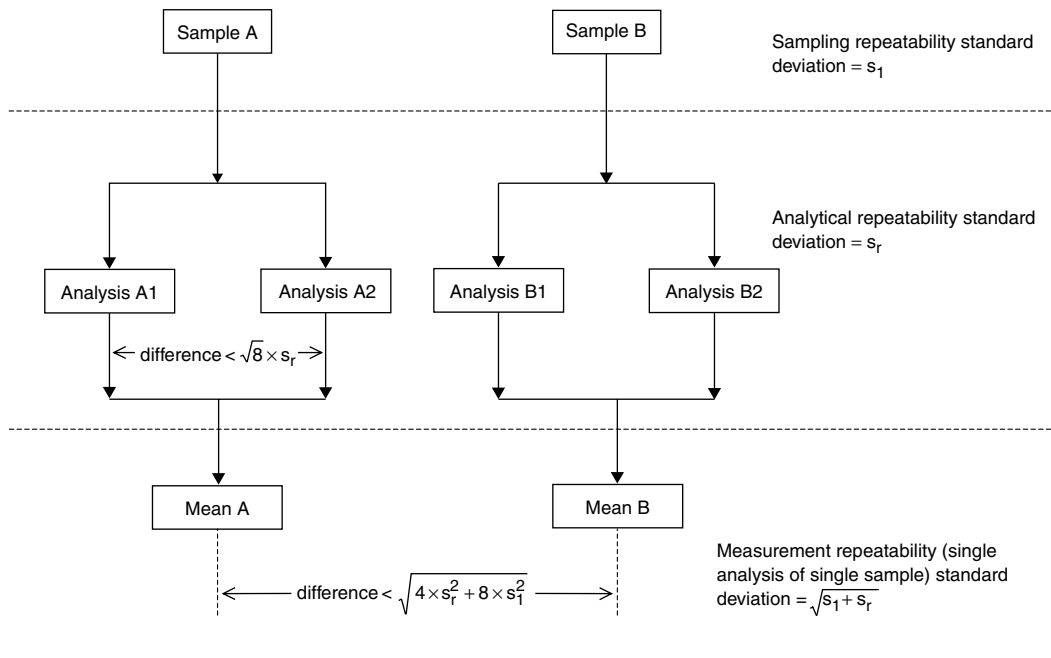 Sample A
Sample B
Sampling repeatability standard
deviation = s₁
Analytical repeatability standard
deviation = sᵣ
Analysis A1
Analysis A2
Analysis B1
Analysis B2
difference < √8 × sᵣ
Mean A
Mean B
Measurement repeatability (single
analysis of single sample) standard
deviation = √(s₁ + sᵣ)
difference < √(4 × sᵣ² + 8 × s₁²)